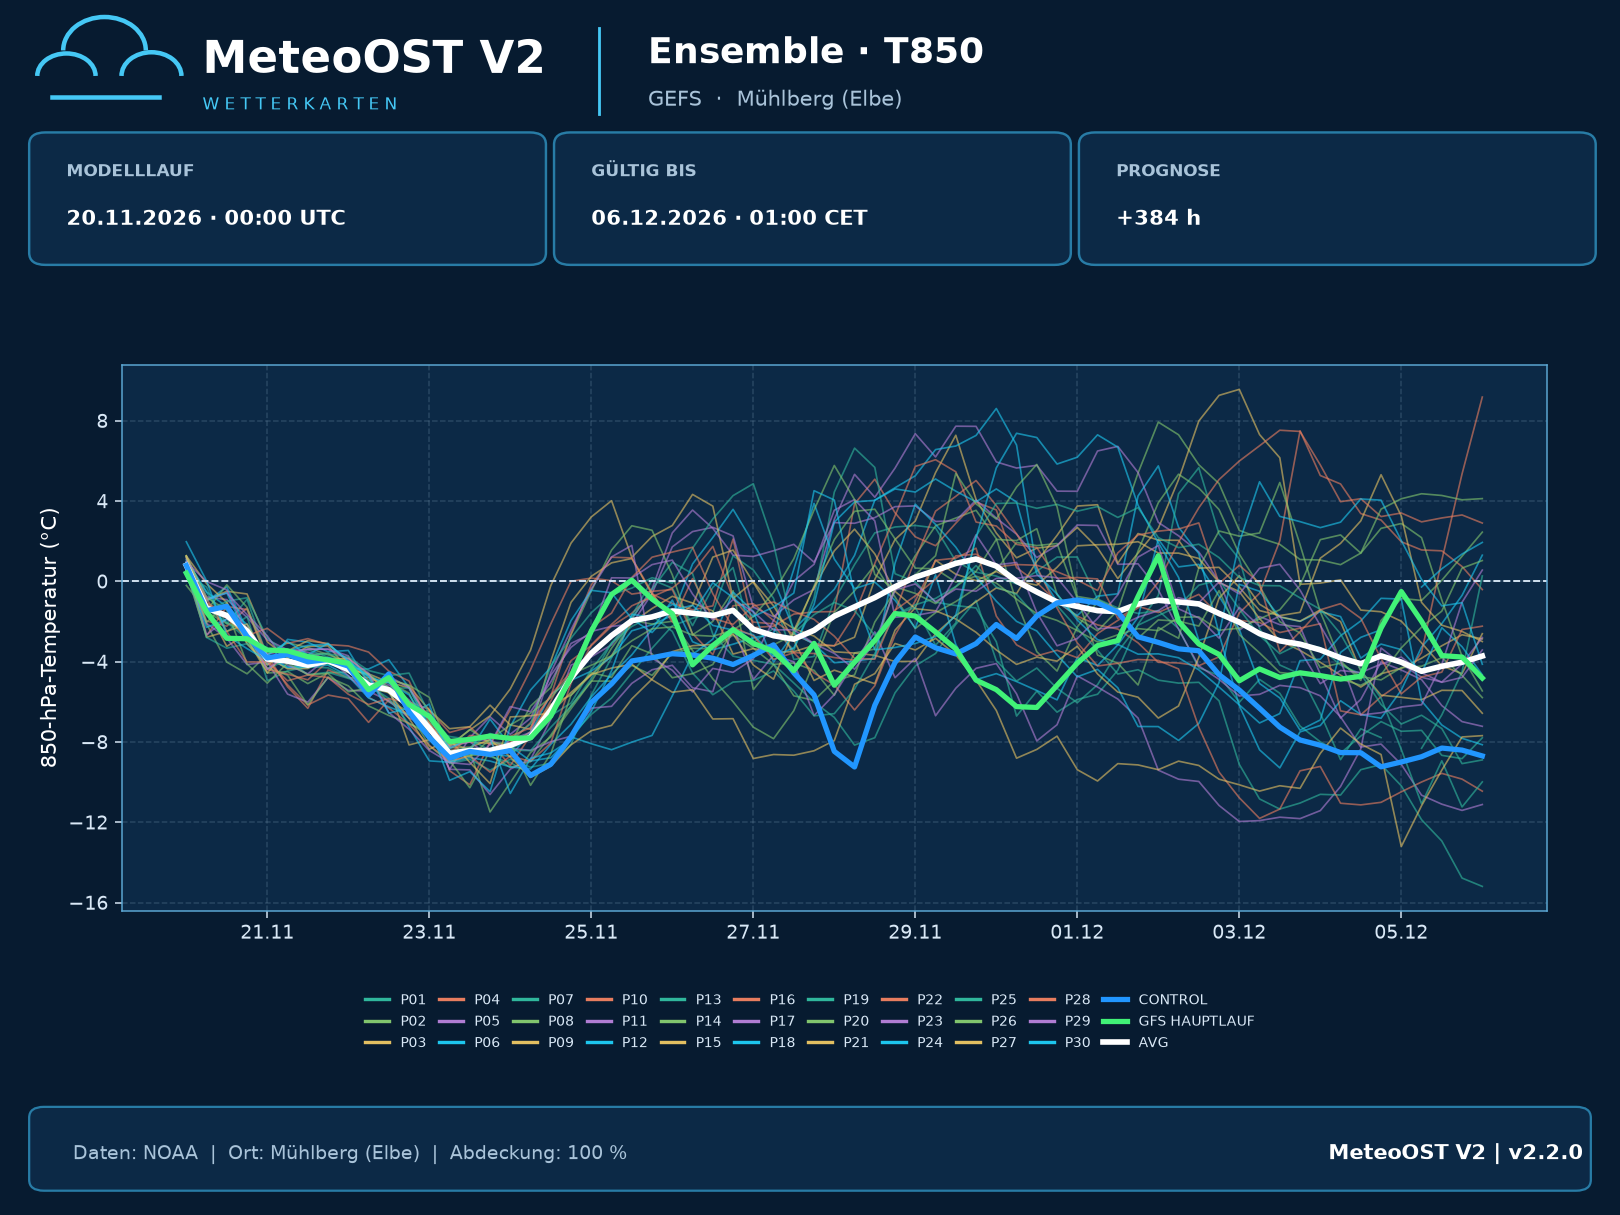 MeteoOST V2
WETTERKARTEN
Ensemble · T850
GEFS · Mühlberg (Elbe)
MODELLLAUF
20.11.2026 · 00:00 UTC
GÜLTIG BIS
06.12.2026 · 01:00 CET
PROGNOSE
+384 h
850-hPa-Temperatur (°C)
8
4
0
−4
−8
−12
−16
21.11 23.11 25.11 27.11 29.11 01.12 03.12 05.12
P01 P04 P07 P10 P13 P16 P19 P22 P25 P28 CONTROL
P02 P05 P08 P11 P14 P17 P20 P23 P26 P29 GFS HAUPTLAUF
P03 P06 P09 P12 P15 P18 P21 P24 P27 P30 AVG
Daten: NOAA | Ort: Mühlberg (Elbe) | Abdeckung: 100 %
MeteoOST V2 | v2.2.0